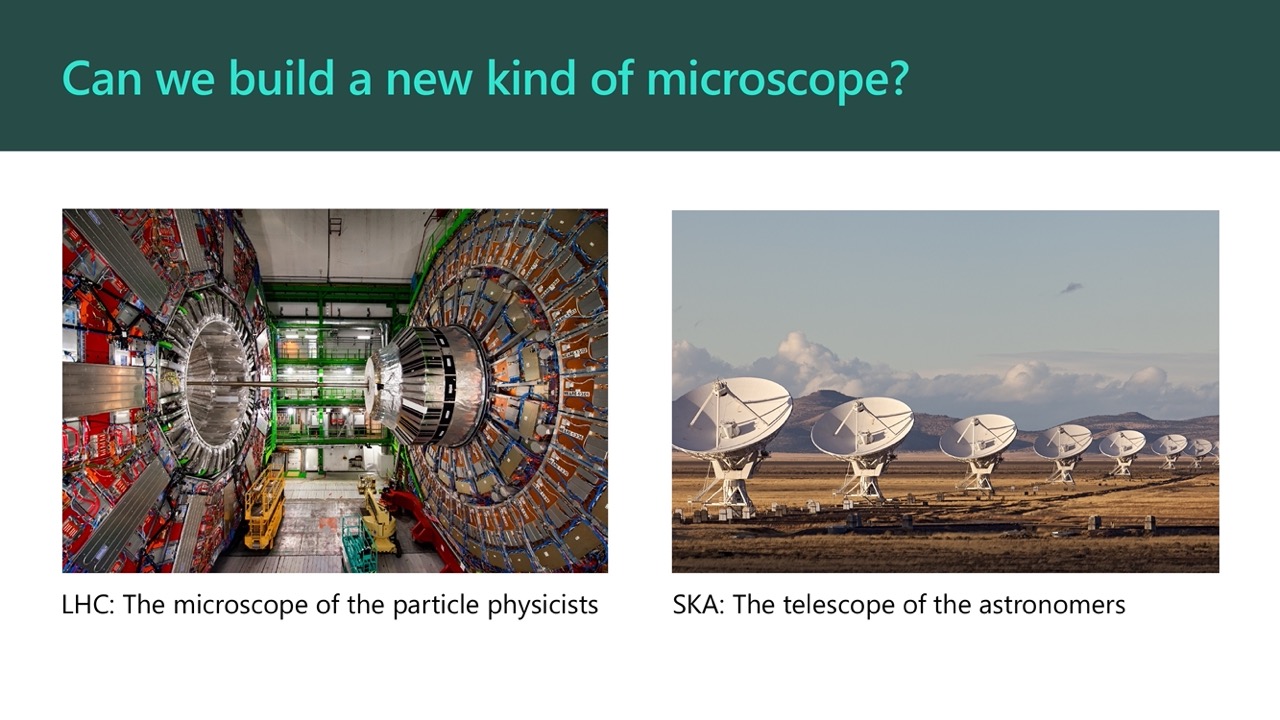 Can we build a new kind of microscope?
LHC: The microscope of the particle physicists
SKA: The telescope of the astronomers